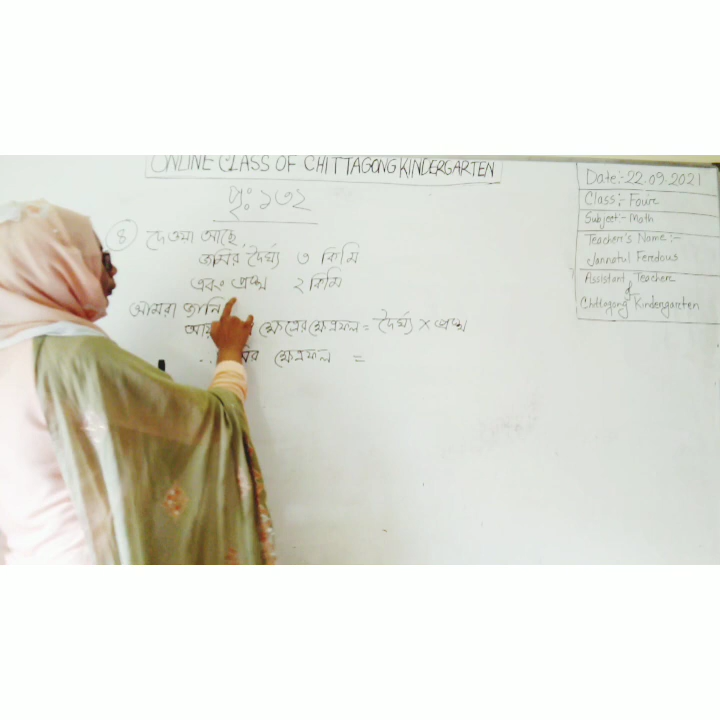 ONLINE CLASS OF CHITTAGONG KINDERGARTEN
পৃঃ ১৩২
৪ দেওয়া আছে,
জমির দৈর্ঘ্য ৩ কিমি
এবং প্রস্থ ২ কিমি
আমরা জানি
ক্ষেত্রের ক্ষেত্রফল = দৈর্ঘ্য × প্রস্থ
ক্ষেত্রফল =
Date:-22.09.2021
Class:- Four
Subject:- Math
Teacher's Name:-
Jannatul Ferdous
Assistant Teacher
of
Chittagong Kindergarten